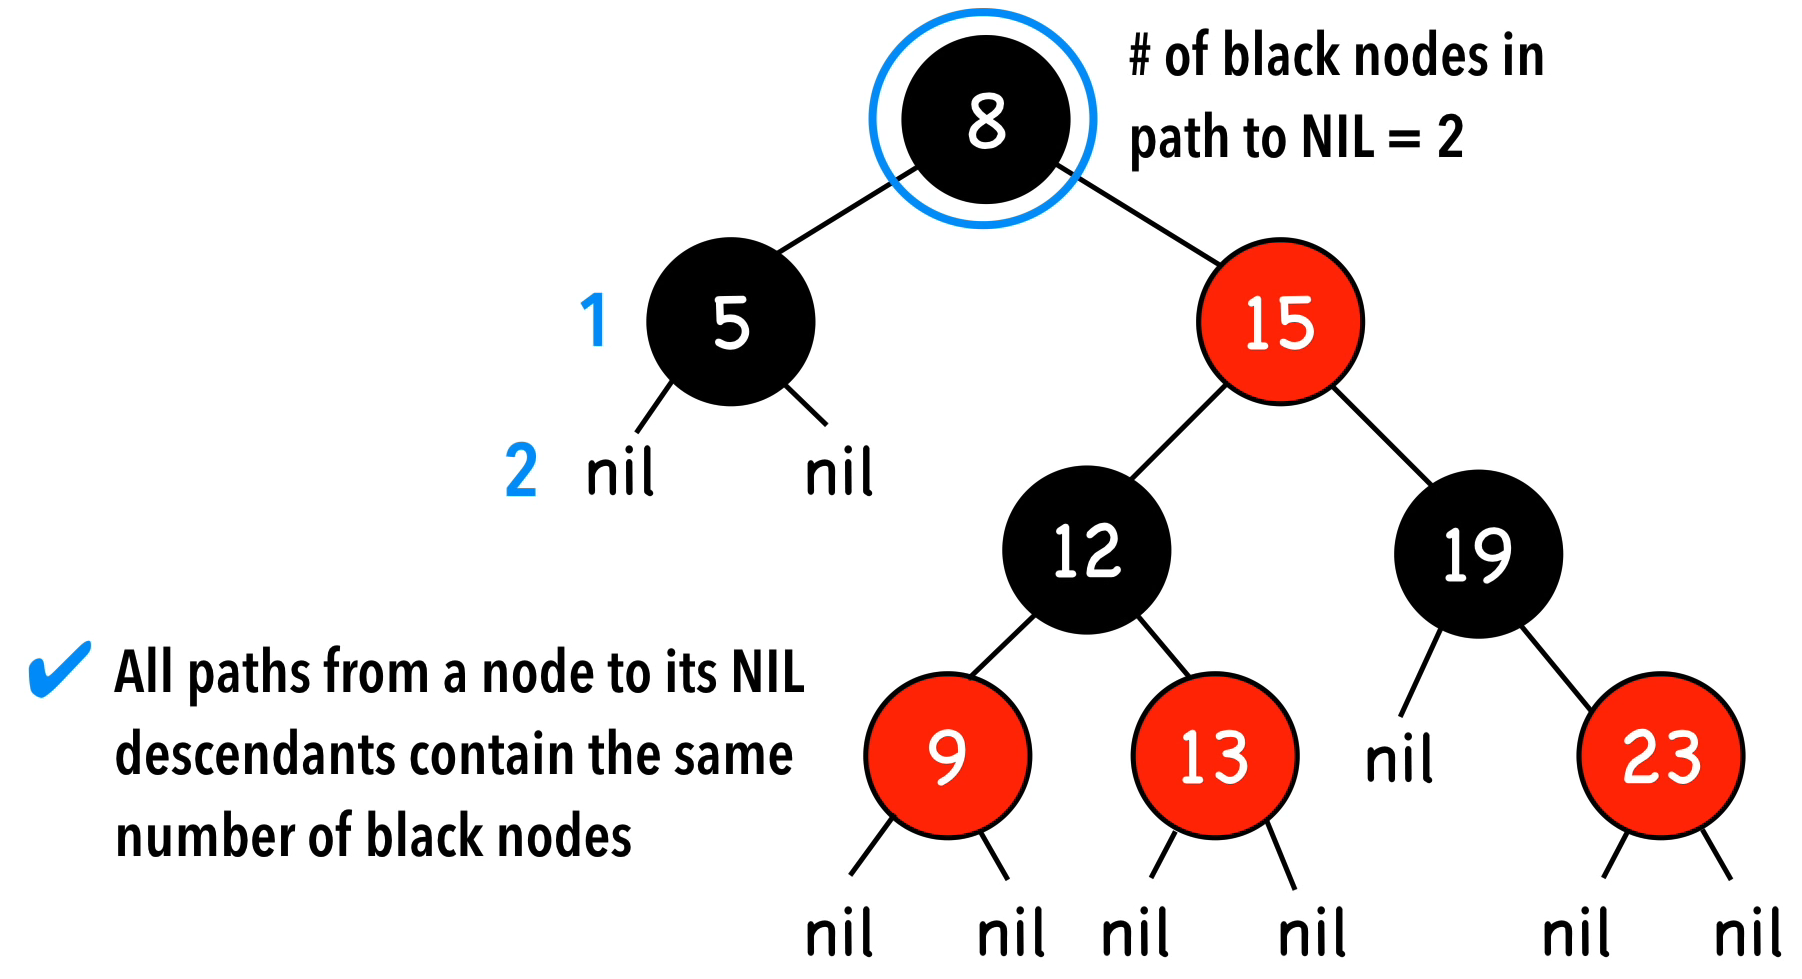 8
# of black nodes in
path to NIL = 2
1
5
15
2
nil
nil
12
19
✔ All paths from a node to its NIL
descendants contain the same
number of black nodes
9
13
nil
23
nil
nil
nil
nil
nil
nil